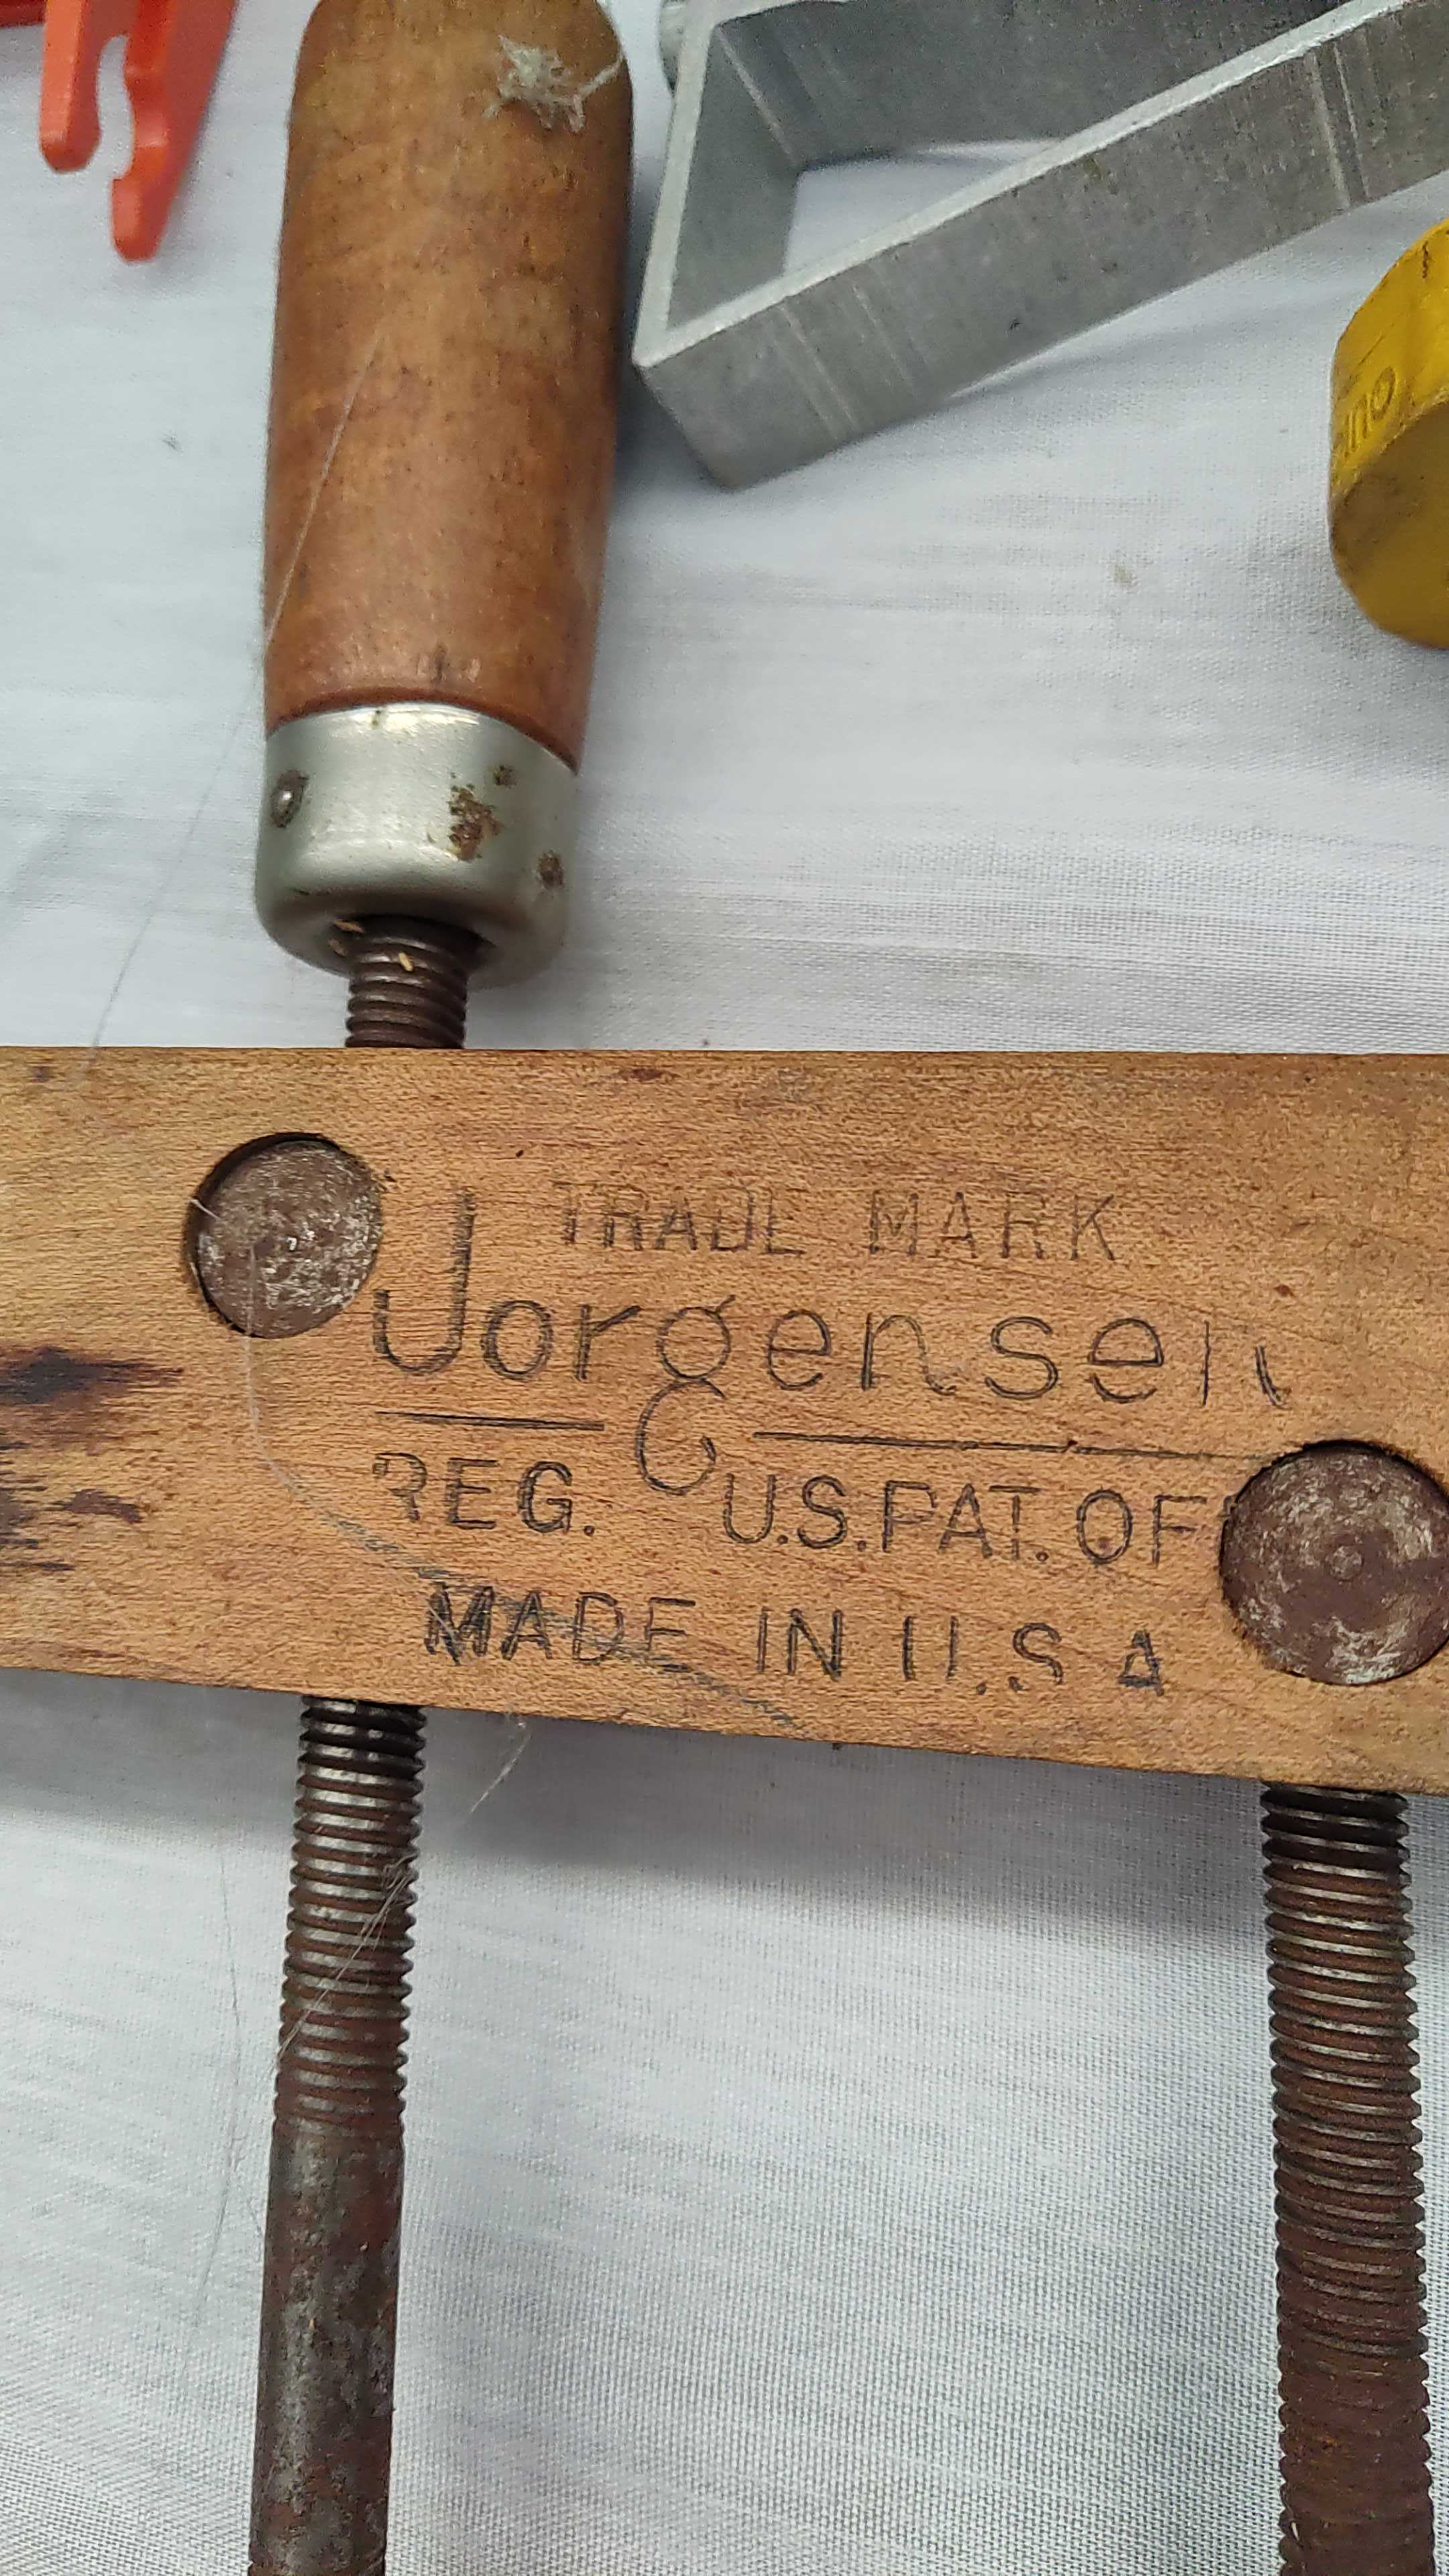 TRADE MARK
Jorgensen
REG. U.S.PAT.OF
MADE IN U.S.A